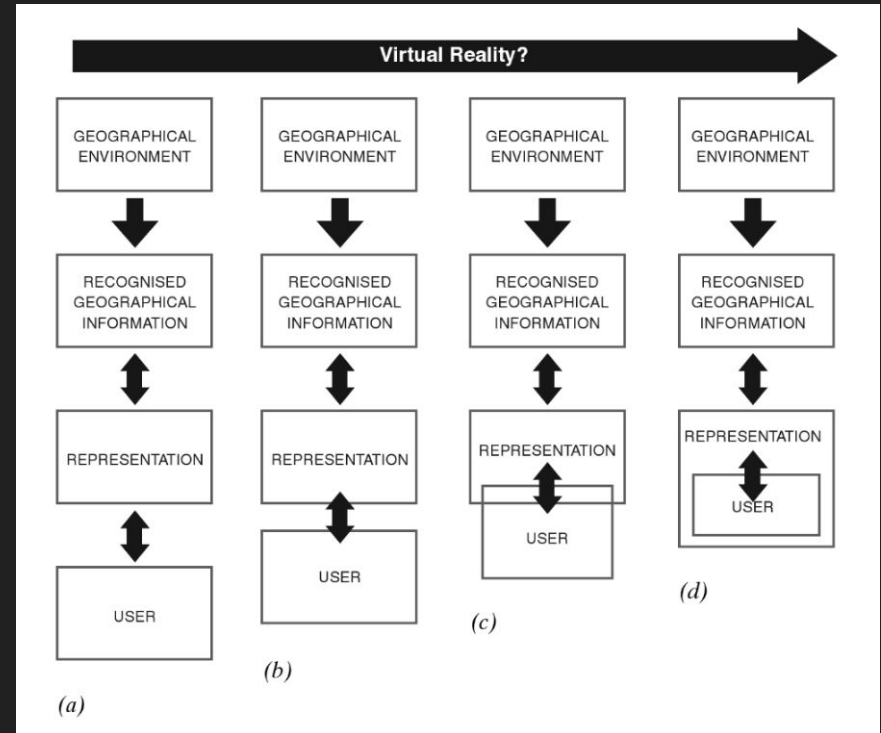 Virtual Reality?
GEOGRAPHICAL
ENVIRONMENT
RECOGNISED
GEOGRAPHICAL
INFORMATION
REPRESENTATION
USER
(a)
GEOGRAPHICAL
ENVIRONMENT
RECOGNISED
GEOGRAPHICAL
INFORMATION
REPRESENTATION
USER
(b)
GEOGRAPHICAL
ENVIRONMENT
RECOGNISED
GEOGRAPHICAL
INFORMATION
REPRESENTATION
USER
(c)
GEOGRAPHICAL
ENVIRONMENT
RECOGNISED
GEOGRAPHICAL
INFORMATION
REPRESENTATION
USER
(d)